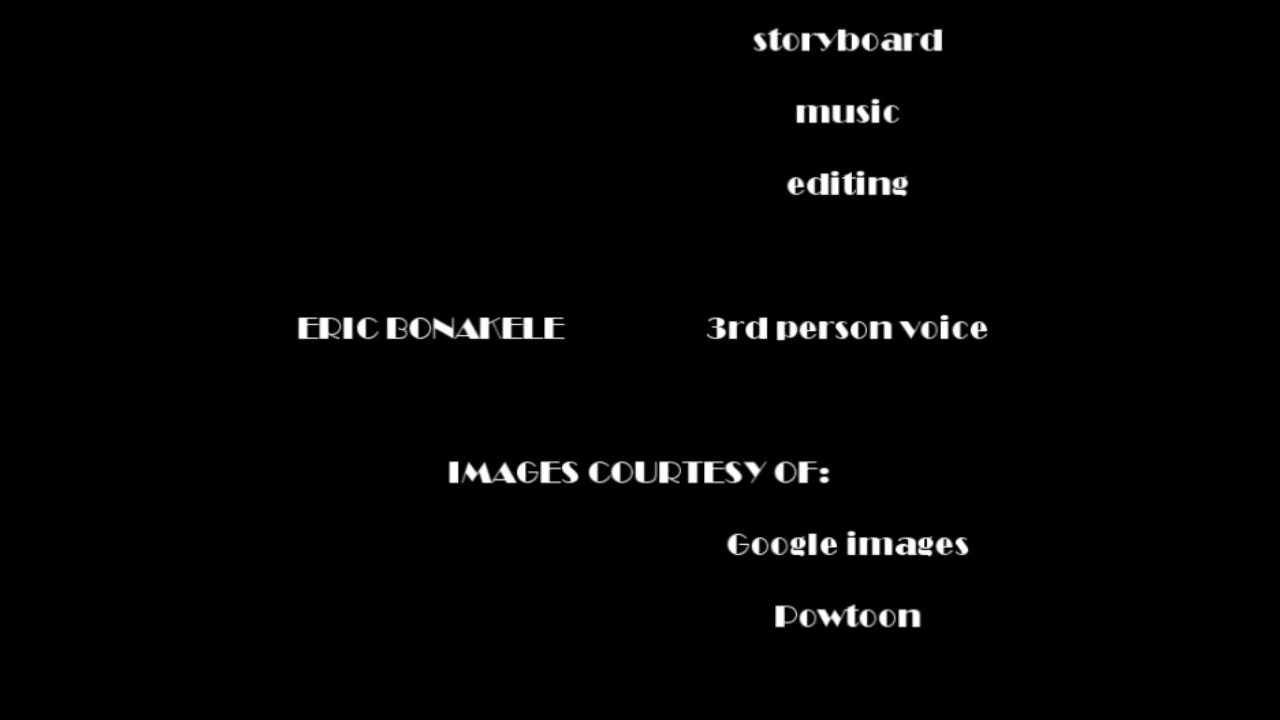 storyboard
music
editing
ERIC BONAKELE 3rd person voice
IMAGES COURTESY OF:
Google images
Powtoon